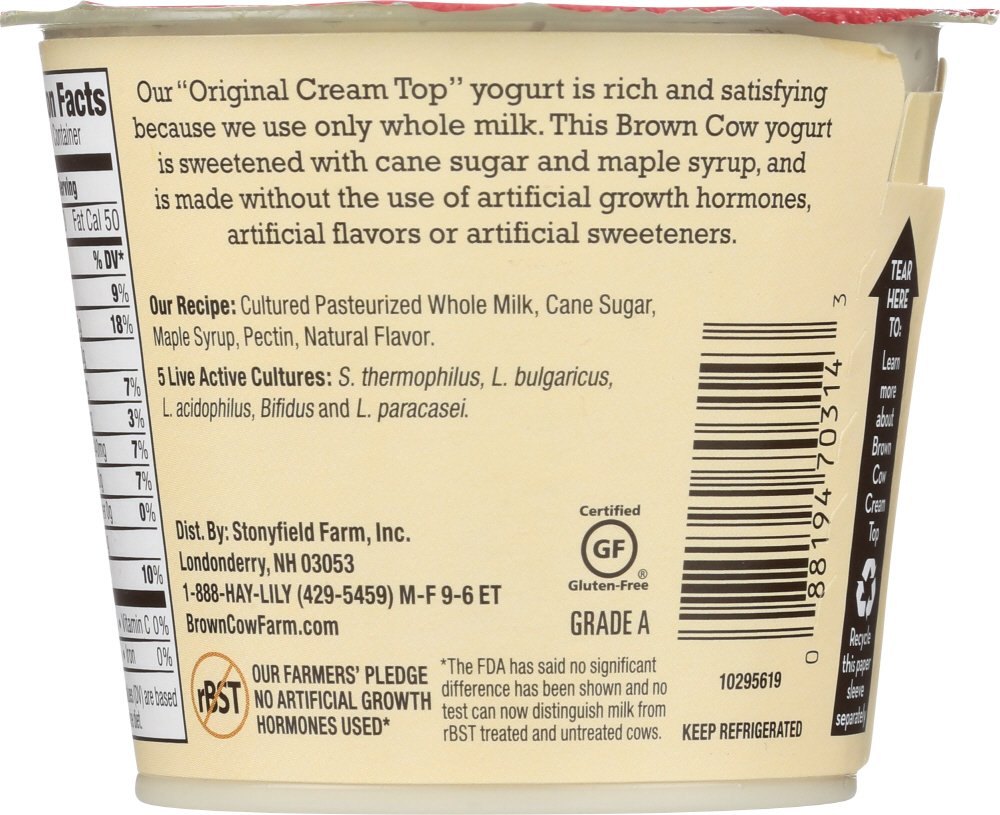 n Facts
Container
Serving
Fat Cal 50
% DV*
9%
18%
7%
3%
7%
7%
0%
10%
Vitamin C 0%
Iron 0%
(DV) are based
Our “Original Cream Top” yogurt is rich and satisfying
because we use only whole milk. This Brown Cow yogurt
is sweetened with cane sugar and maple syrup, and
is made without the use of artificial growth hormones,
artificial flavors or artificial sweeteners.
Our Recipe: Cultured Pasteurized Whole Milk, Cane Sugar,
Maple Syrup, Pectin, Natural Flavor.
5 Live Active Cultures: S. thermophilus, L. bulgaricus,
L. acidophilus, Bifidus and L. paracasei.
Dist. By: Stonyfield Farm, Inc.
Londonderry, NH 03053
1-888-HAY-LILY (429-5459) M-F 9-6 ET
BrownCowFarm.com
Certified
GF
®
Gluten-Free
GRADE A
rBST
OUR FARMERS’ PLEDGE
NO ARTIFICIAL GROWTH
HORMONES USED*
*The FDA has said no significant
difference has been shown and no
test can now distinguish milk from
rBST treated and untreated cows.
0 88194 70314 3
10295619
KEEP REFRIGERATED
TEAR
HERE
TO:
Learn
more
about
Brown
Cow
Cream
Top
Recycle
this paper
sleeve
separately